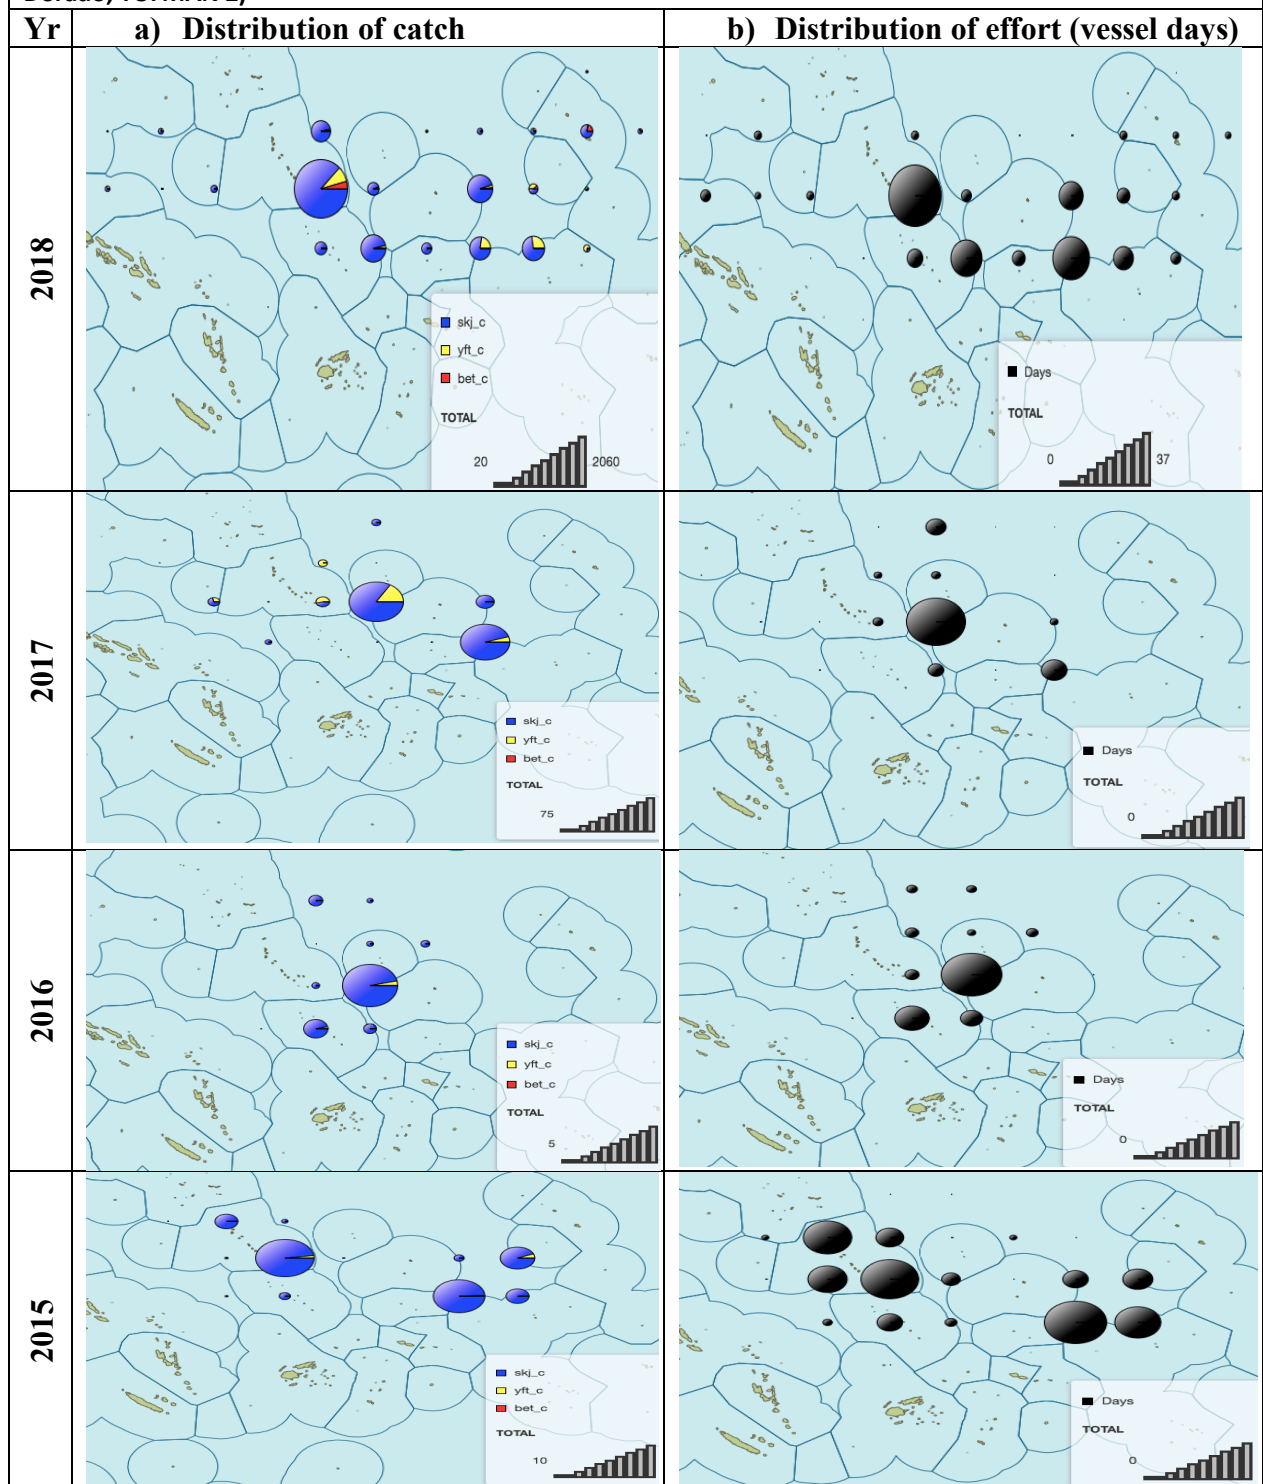 Yr a) Distribution of catch b) Distribution of effort (vessel days)
2018
skj_c
yft_c
bet_c
TOTAL
20 2060
Days
TOTAL
0 37
2017
skj_c
yft_c
bet_c
TOTAL
75
Days
TOTAL
0
2016
skj_c
yft_c
bet_c
TOTAL
5
Days
TOTAL
0
2015
skj_c
yft_c
bet_c
TOTAL
10
Days
TOTAL
0